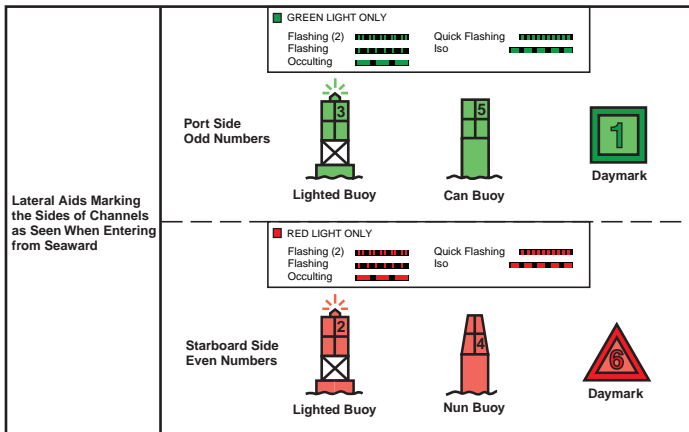 GREEN LIGHT ONLY
Flashing (2)
Quick Flashing
Flashing
Iso
Occulting
Port Side
Odd Numbers
3
5
1
Lighted Buoy
Can Buoy
Daymark
Lateral Aids Marking
the Sides of Channels
as Seen When Entering
from Seaward
RED LIGHT ONLY
Flashing (2)
Quick Flashing
Flashing
Iso
Occulting
Starboard Side
Even Numbers
2
4
6
Lighted Buoy
Nun Buoy
Daymark